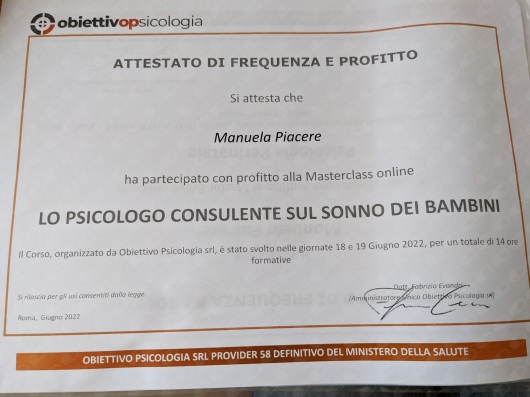 obiettivopsicologia
ATTESTATO DI FREQUENZA E PROFITTO
Si attesta che
Manuela Piacere
ha partecipato con profitto alla Masterclass online
LO PSICOLOGO CONSULENTE SUL SONNO DEI BAMBINI
Il Corso, organizzato da Obiettivo Psicologia srl, è stato svolto nelle giornate 18 e 19 Giugno 2022, per un totale di 14 ore
formative
Dott. Fabrizio
Si rilascia per gli usi consentiti dalla legge
(Amministratore Unico Obiettivo Psicologia srl)
Roma, Giugno 2022
OBIETTIVO PSICOLOGIA SRL PROVIDER 58 DEFINITIVO DEL MINISTERO DELLA SALUTE